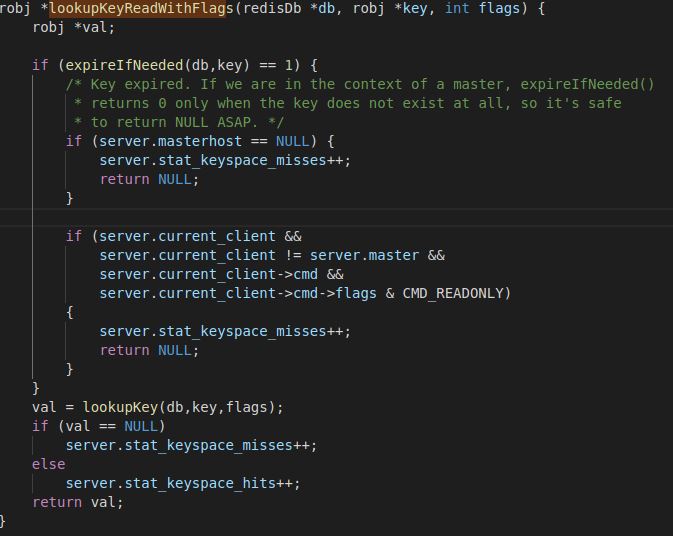 robj *lookupKeyReadWithFlags(redisDb *db, robj *key, int flags) {
    robj *val;

    if (expireIfNeeded(db,key) == 1) {
        /* Key expired. If we are in the context of a master, expireIfNeeded()
         * returns 0 only when the key does not exist at all, so it's safe
         * to return NULL ASAP. */
        if (server.masterhost == NULL) {
            server.stat_keyspace_misses++;
            return NULL;
        }

        if (server.current_client &&
            server.current_client != server.master &&
            server.current_client->cmd &&
            server.current_client->cmd->flags & CMD_READONLY)
        {
            server.stat_keyspace_misses++;
            return NULL;
        }
    }
    val = lookupKey(db,key,flags);
    if (val == NULL)
        server.stat_keyspace_misses++;
    else
        server.stat_keyspace_hits++;
    return val;
}